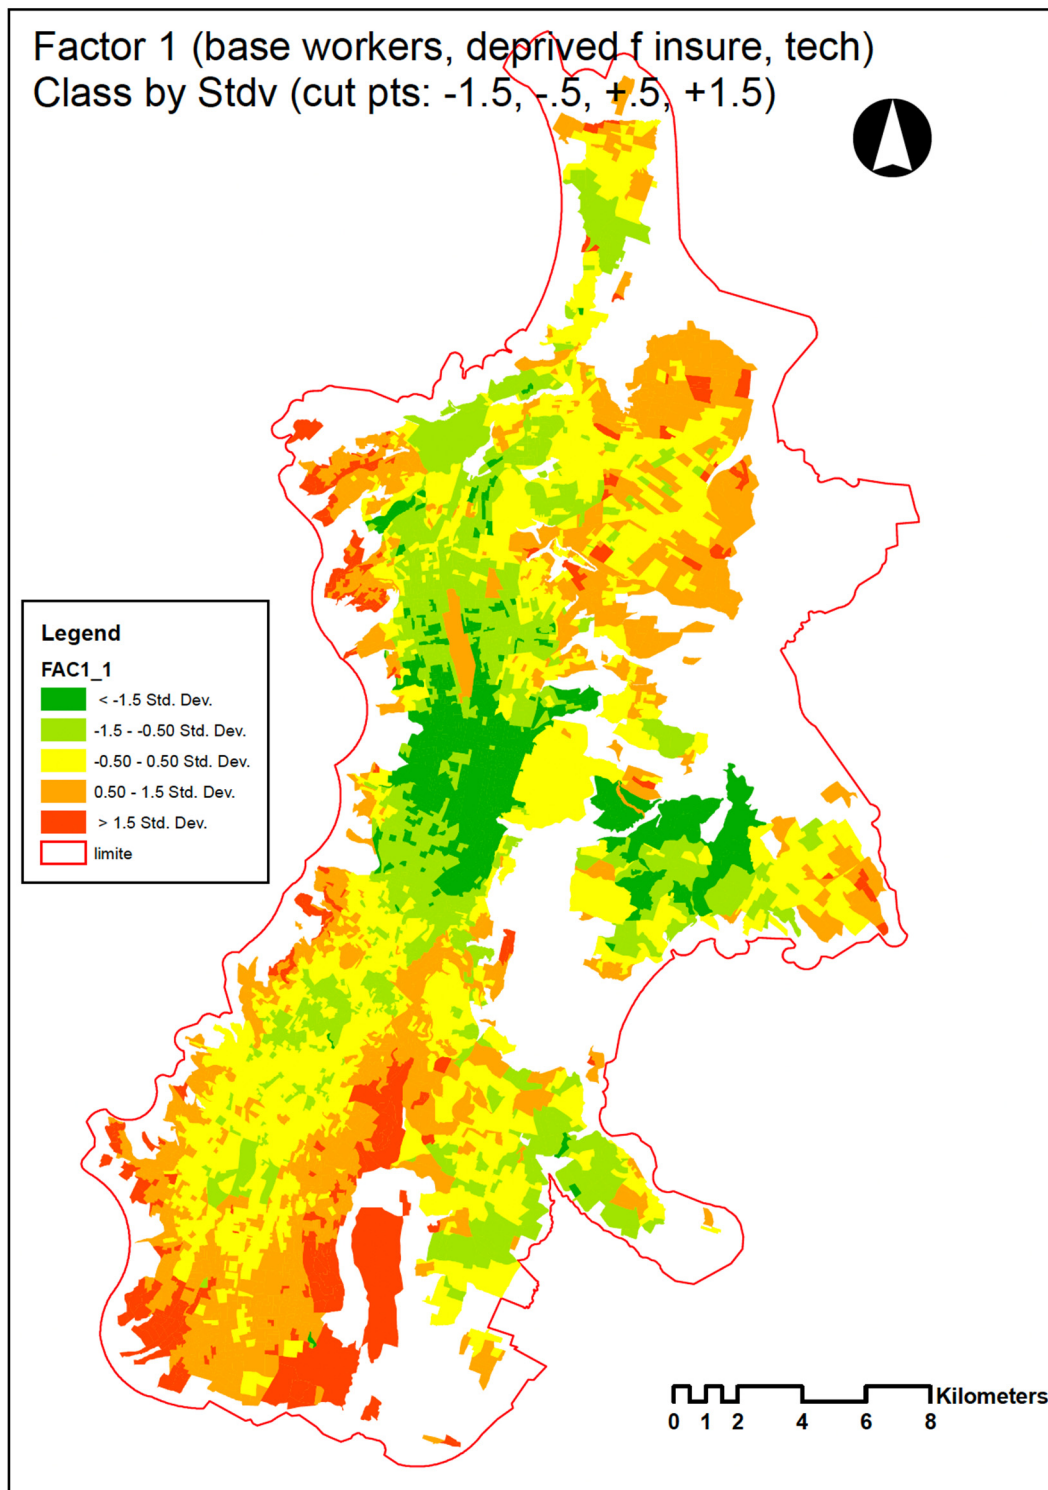 Factor 1 (base workers, deprived f insure, tech)
Class by Stdv (cut pts: -1.5, -.5, +.5, +1.5)
Legend
FAC1_1
< -1.5 Std. Dev.
-1.5 - -0.50 Std. Dev.
-0.50 - 0.50 Std. Dev.
0.50 - 1.5 Std. Dev.
> 1.5 Std. Dev.
limite
Kilometers
0 1 2 4 6 8